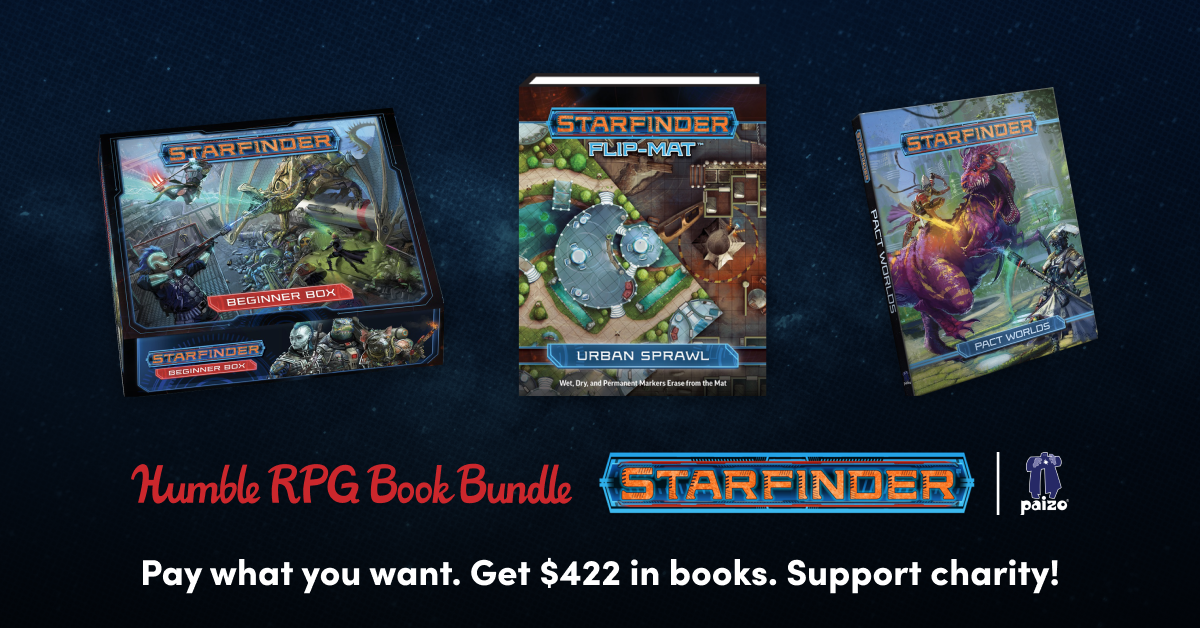 STARFINDER
BEGINNER BOX
STARFINDER
BEGINNER BOX
STARFINDER
FLIP-MAT™
URBAN SPRAWL
Wet, Dry, and Permanent Markers Erase from the Mat
STARFINDER
STARFINDER
PACT WORLDS
PACT WORLDS
Humble RPG Book Bundle
STARFINDER
paizo
Pay what you want. Get $422 in books. Support charity!